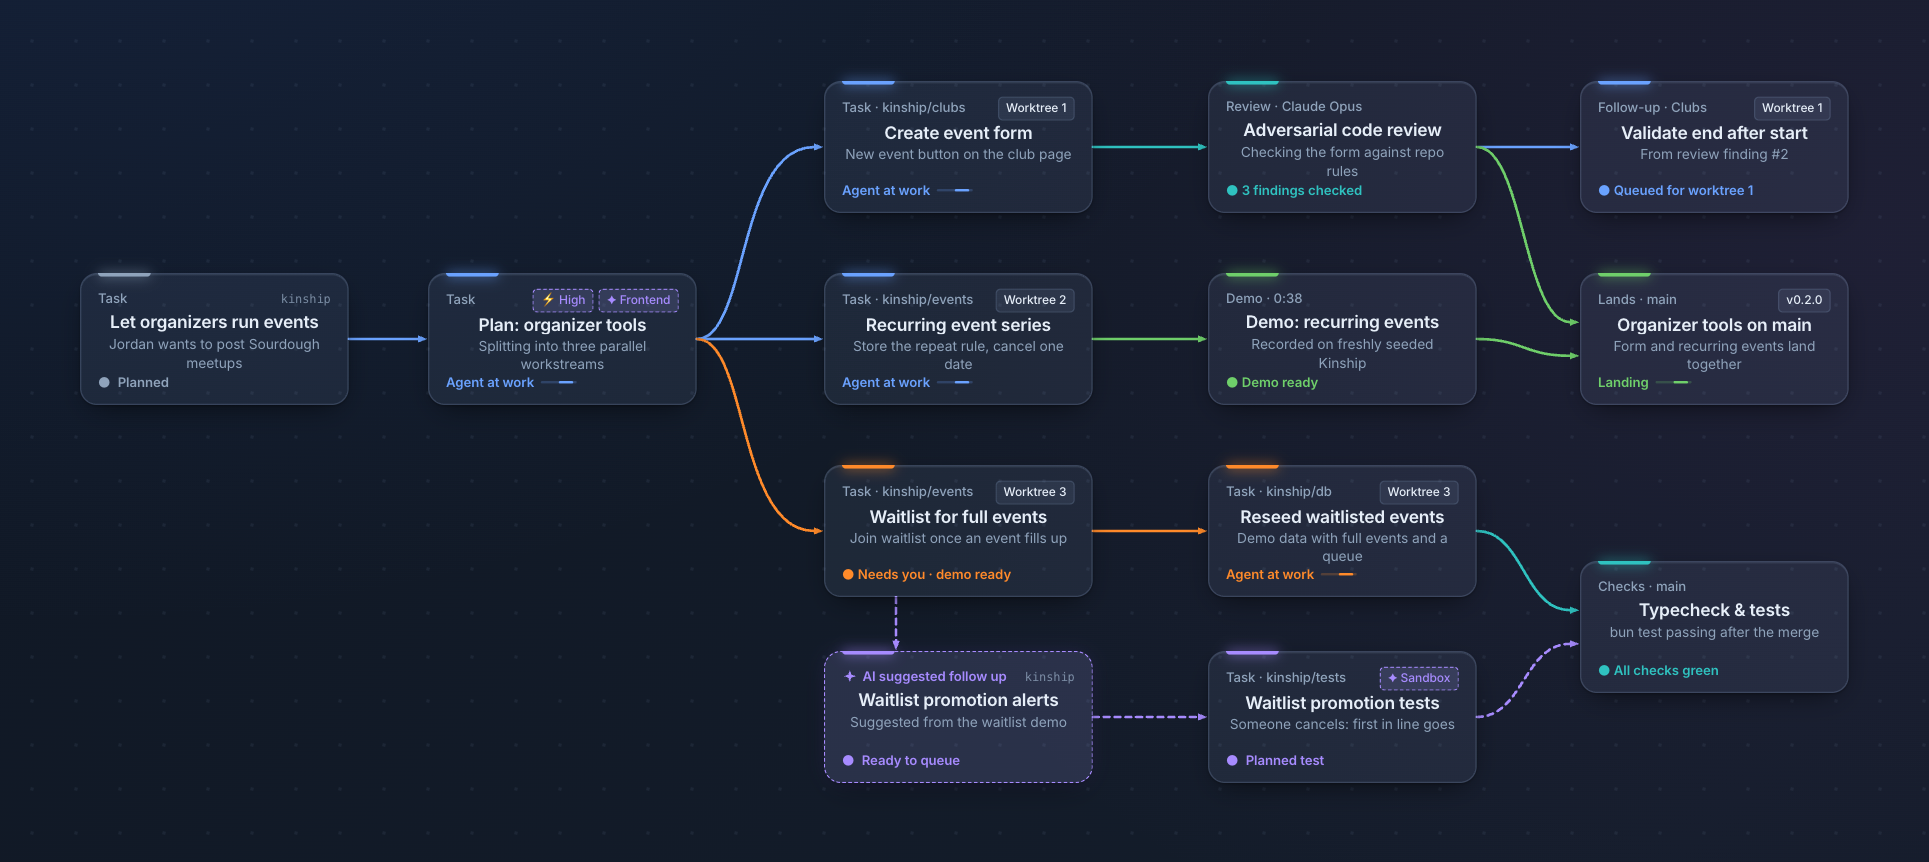 Task · kinship/clubs Worktree 1
Create event form
New event button on the club page
Agent at work
Review · Claude Opus
Adversarial code review
Checking the form against repo
rules
3 findings checked
Follow-up · Clubs Worktree 1
Validate end after start
From review finding #2
Queued for worktree 1
Task kinship
Let organizers run events
Jordan wants to post Sourdough
meetups
Planned
Task ⚡ High ✦ Frontend
Plan: organizer tools
Splitting into three parallel
workstreams
Agent at work
Task · kinship/events Worktree 2
Recurring event series
Store the repeat rule, cancel one
date
Agent at work
Demo · 0:38
Demo: recurring events
Recorded on freshly seeded
Kinship
Demo ready
Lands · main v0.2.0
Organizer tools on main
Form and recurring events land
together
Landing
Task · kinship/events Worktree 3
Waitlist for full events
Join waitlist once an event fills up
Needs you · demo ready
Task · kinship/db Worktree 3
Reseed waitlisted events
Demo data with full events and a
queue
Agent at work
Checks · main
Typecheck & tests
bun test passing after the merge
All checks green
✦ AI suggested follow up kinship
Waitlist promotion alerts
Suggested from the waitlist demo
Ready to queue
Task · kinship/tests ✦ Sandbox
Waitlist promotion tests
Someone cancels: first in line goes
Planned test